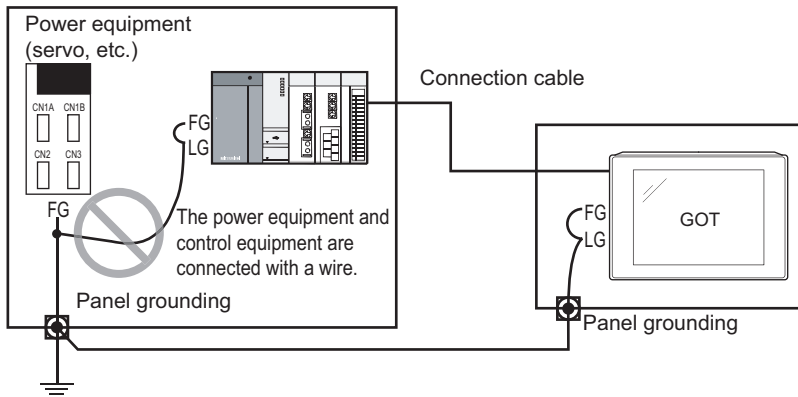 Power equipment
(servo, etc.)
CN1A CN1B
CN2 CN3
FG
FG
LG
The power equipment and
control equipment are
connected with a wire.
Panel grounding
Connection cable
FG
LG
GOT
Panel grounding